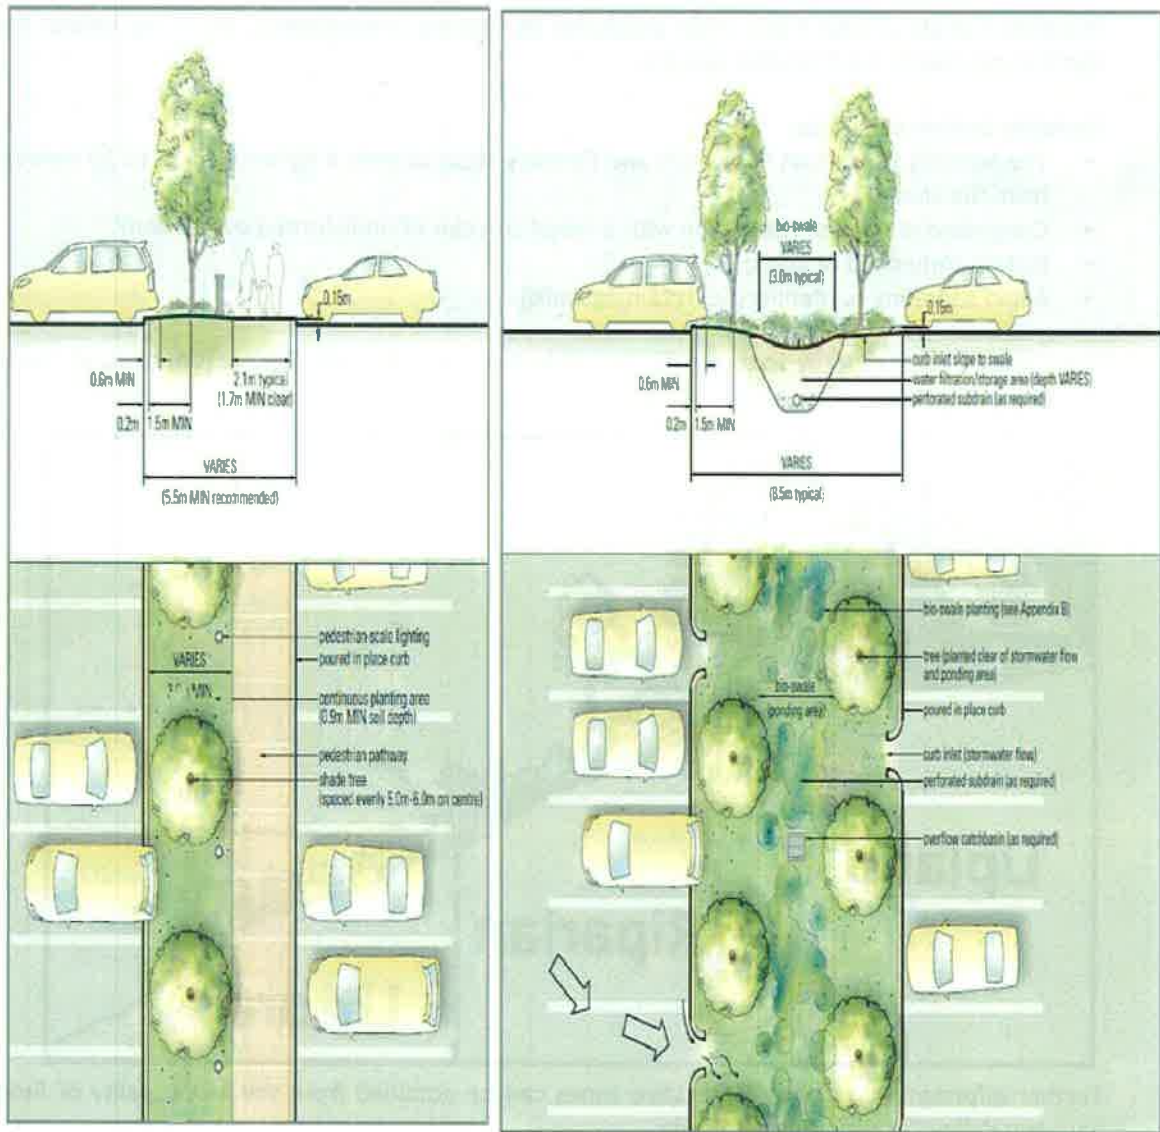 0.15m
0.6m MIN
2.1m typical
(1.7m MIN clear)
0.2m
1.5m MIN
VARIES
(5.5m MIN recommended)
pedestrian-scale lighting
poured in place curb
VARIES
MIN
continuous planting area
(0.9m MIN soil depth)
pedestrian pathway
shade tree
(spaced evenly 5.0m-6.0m on centre)
bio-swale
VARIES
(3.0m typical)
0.15m
curb inlet slope to swale
water filtration/storage area (depth VARIES)
perforated subdrain (as required)
0.6m MIN
0.2m
1.5m MIN
VARIES
(8.5m typical)
bio-swale planting (see Appendix B)
tree (planted clear of stormwater flow
and ponding area)
bio-swale
(ponding area)
poured in place curb
curb inlet (stormwater flow)
perforated subdrain (as required)
overflow catchbasin (as required)